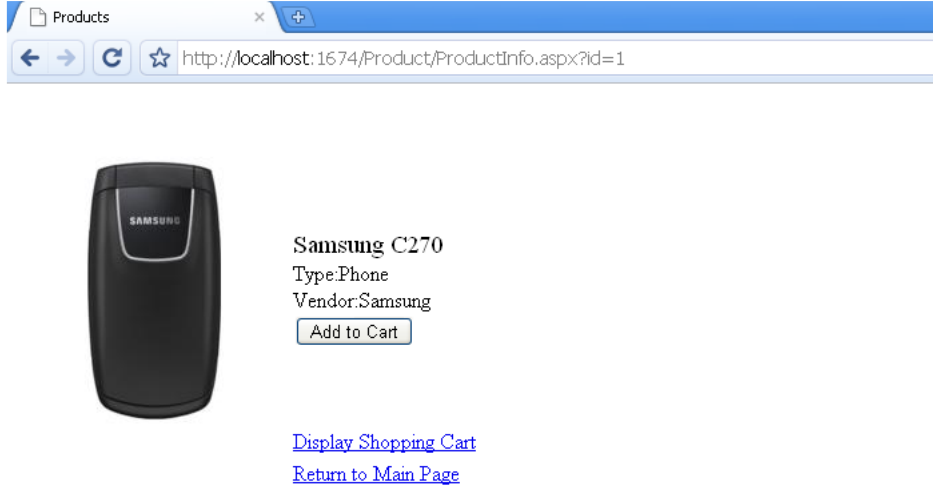 Products
http://localhost:1674/Product/ProductInfo.aspx?id=1
SAMSUNG
Samsung C270
Type:Phone
Vendor:Samsung
Add to Cart
Display Shopping Cart
Return to Main Page